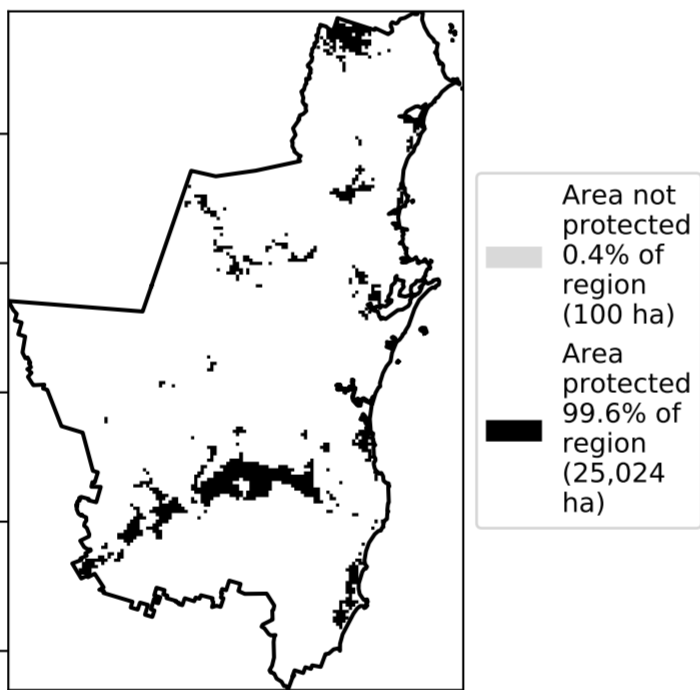 Area not
protected
0.4% of
region
(100 ha)
Area
protected
99.6% of
region
(25,024
ha)